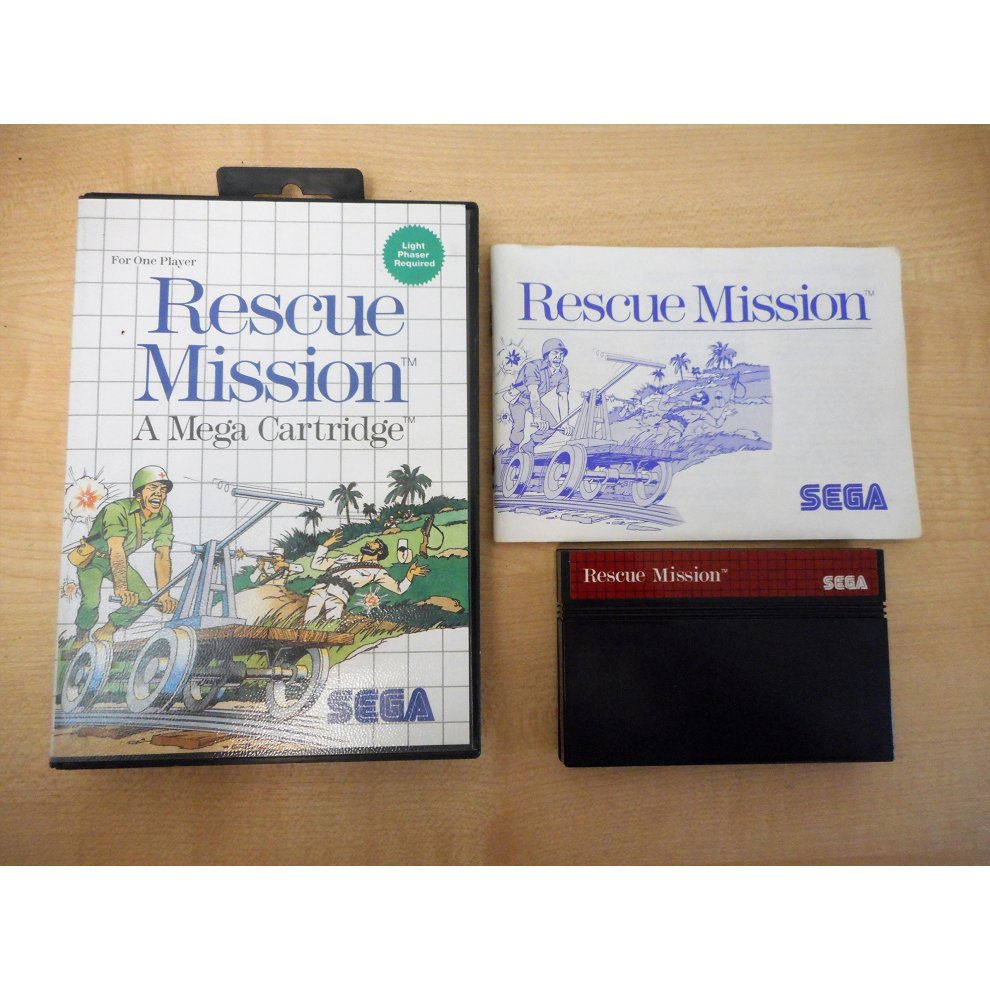 For One Player
Light
Phaser
Required
Rescue
Mission™
A Mega Cartridge™
SEGA
Rescue Mission™
SEGA
Rescue Mission™
SEGA